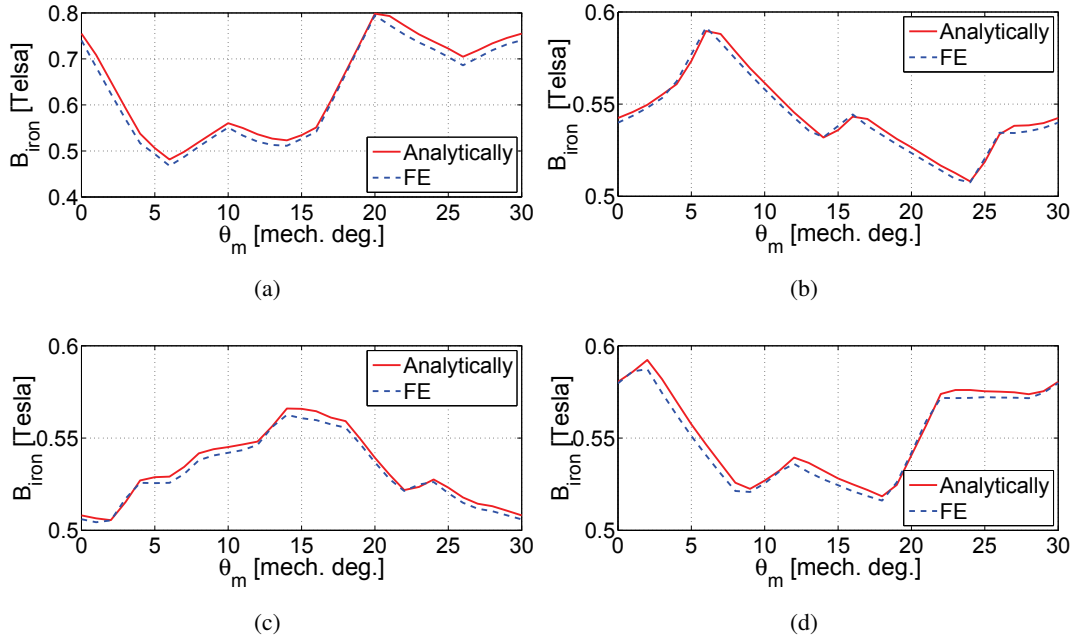 0.8
0.7
0.6
0.5
0.4
B_iron [Telsa]
Analytically
FE
0 5 10 15 20 25 30
θ_m [mech. deg.]
(a)
0.6
0.55
0.5
B_iron [Telsa]
Analytically
FE
0 5 10 15 20 25 30
θ_m [mech. deg.]
(b)
0.6
0.55
0.5
B_iron [Tesla]
Analytically
FE
0 5 10 15 20 25 30
θ_m [mech. deg.]
(c)
0.6
0.55
0.5
B_iron [Tesla]
Analytically
FE
0 5 10 15 20 25 30
θ_m [mech. deg.]
(d)